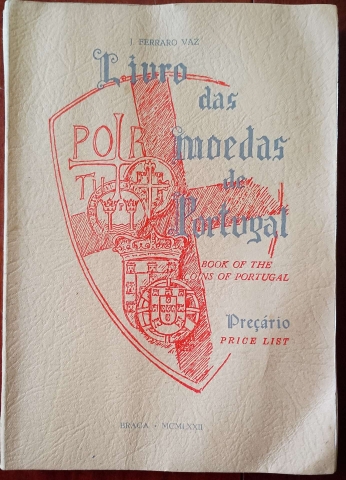 J. FERRARO VAZ
Livro
das
moedas
de
Portugal
POR
TU
BOOK OF THE
COINS OF PORTUGAL
Preçário
PRICE LIST
BRAGA - MCMLXXII